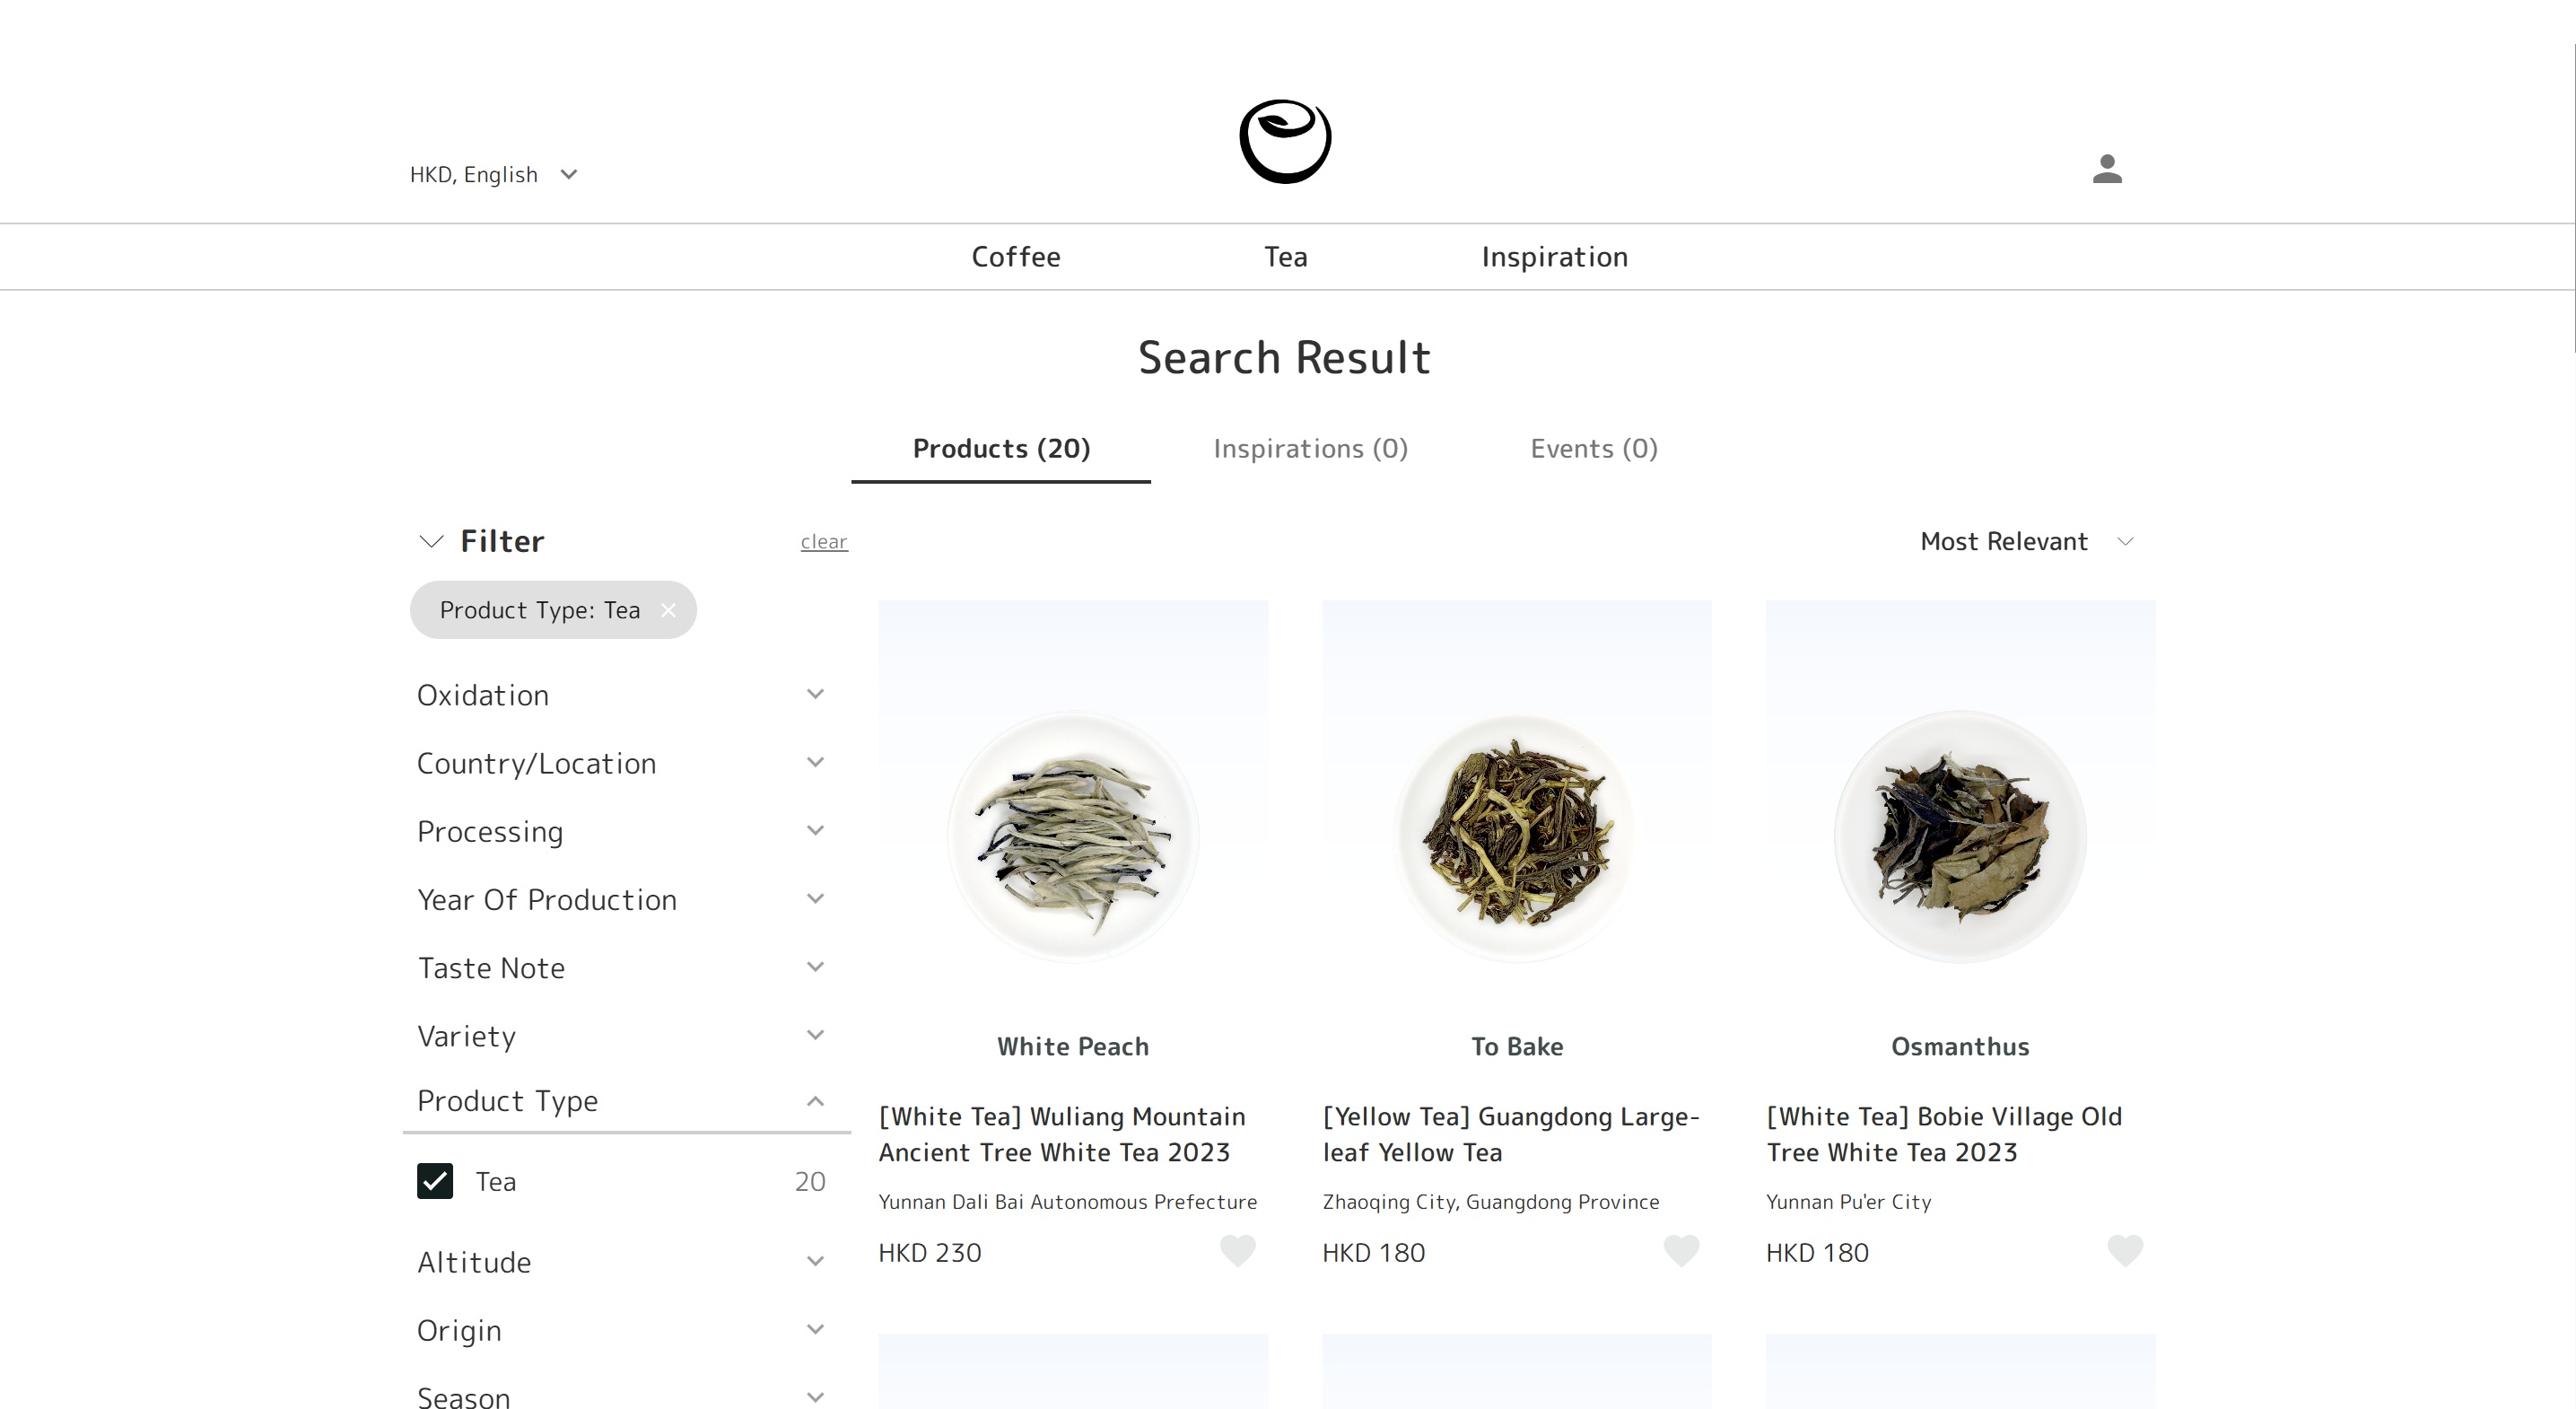 HKD, English
Coffee
Tea
Inspiration
Search Result
Products (20)
Inspirations (0)
Events (0)
Filter
clear
Most Relevant
Product Type: Tea
Oxidation
Country/Location
Processing
Year Of Production
Taste Note
Variety
Product Type
Tea
20
Altitude
Origin
Season
White Peach
[White Tea] Wuliang Mountain
Ancient Tree White Tea 2023
Yunnan Dali Bai Autonomous Prefecture
HKD 230
To Bake
[Yellow Tea] Guangdong Large-
leaf Yellow Tea
Zhaoqing City, Guangdong Province
HKD 180
Osmanthus
[White Tea] Bobie Village Old
Tree White Tea 2023
Yunnan Pu'er City
HKD 180